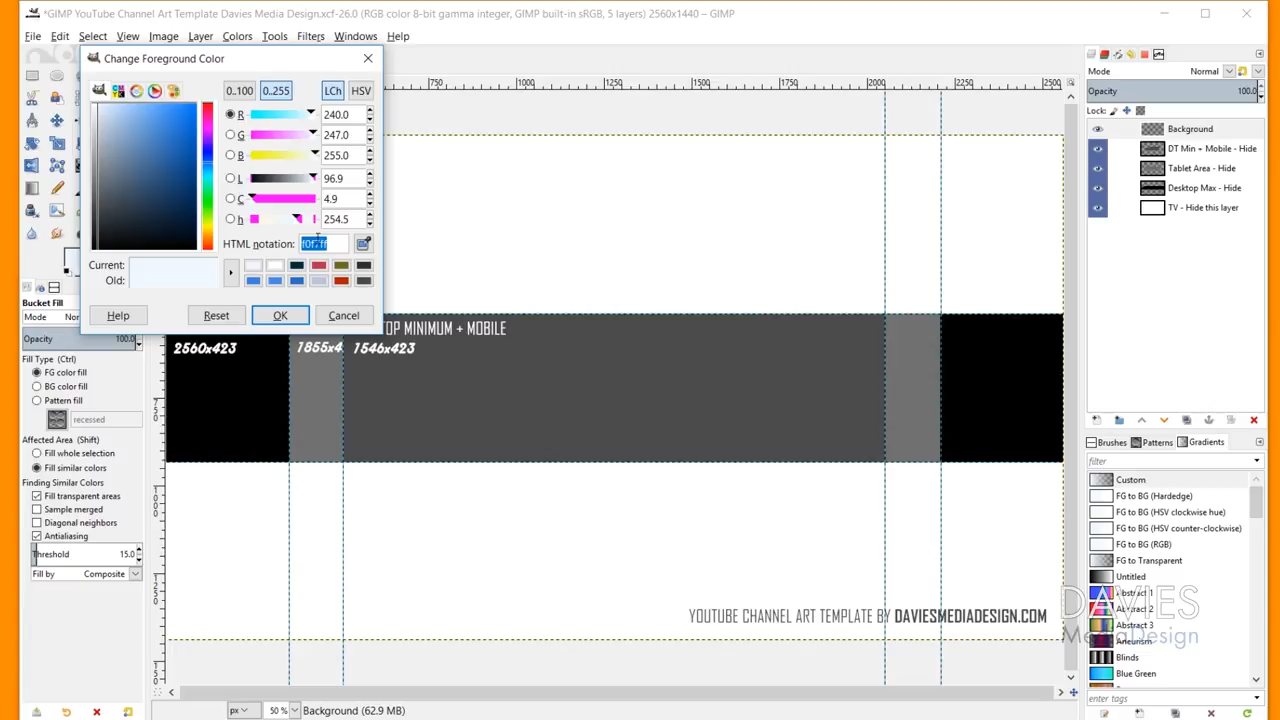 *GIMP YouTube Channel Art Template Davies Media Design.xcf-26.0 (RGB color 8-bit gamma integer, GIMP built-in sRGB, 5 layers) 2560x1440 – GIMP
File Edit Select View Image Layer Colors Tools Filters Windows Help
Change Foreground Color
0..100 0..255 LCh HSV
R 240.0
G 247.0
B 255.0
L 96.9
C 4.9
h 254.5
HTML notation: f0f7ff
Current:
Old:
Help Reset OK Cancel
750 1000 1250 1500 1750 2000 2250 2500
Bucket Fill
Mode
Opacity 100.0
Fill Type (Ctrl)
FG color fill
BG color fill
Pattern fill
recessed
Affected Area (Shift)
Fill whole selection
Fill similar colors
Finding Similar Colors
Fill transparent areas
Sample merged
Diagonal neighbors
Antialiasing
Threshold 15.0
Fill by Composite
TOP MINIMUM + MOBILE
2560x423 1855x4 1546x423
YOUTUBE CHANNEL ART TEMPLATE BY DAVIESMEDIADESIGN.COM
px 50 % Background (62.9 MB)
Mode Normal
Opacity 100.0
Lock:
Background
DT Min + Mobile - Hide
Tablet Area - Hide
Desktop Max - Hide
TV - Hide this layer
Brushes Patterns Gradients
filter
Custom
FG to BG (Hardedge)
FG to BG (HSV clockwise hue)
FG to BG (HSV counter-clockwise)
FG to BG (RGB)
FG to Transparent
Untitled
Abstract 1
Abstract 2
Abstract 3
Aneurism
Blinds
Blue Green
enter tags
DAVIES
MediaDesign